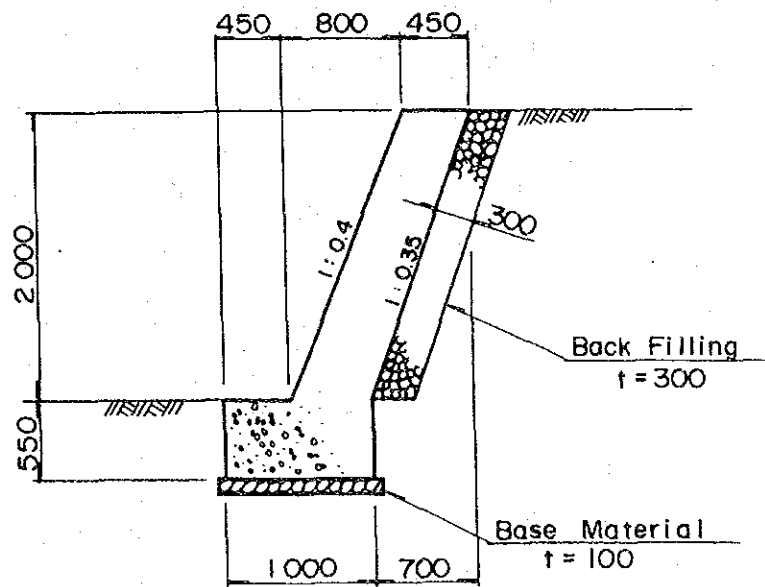 450 800 450
2000
1:0.4
1:0.35
300
Back Filling
t = 300
550
Base Material
t = 100
1000 700